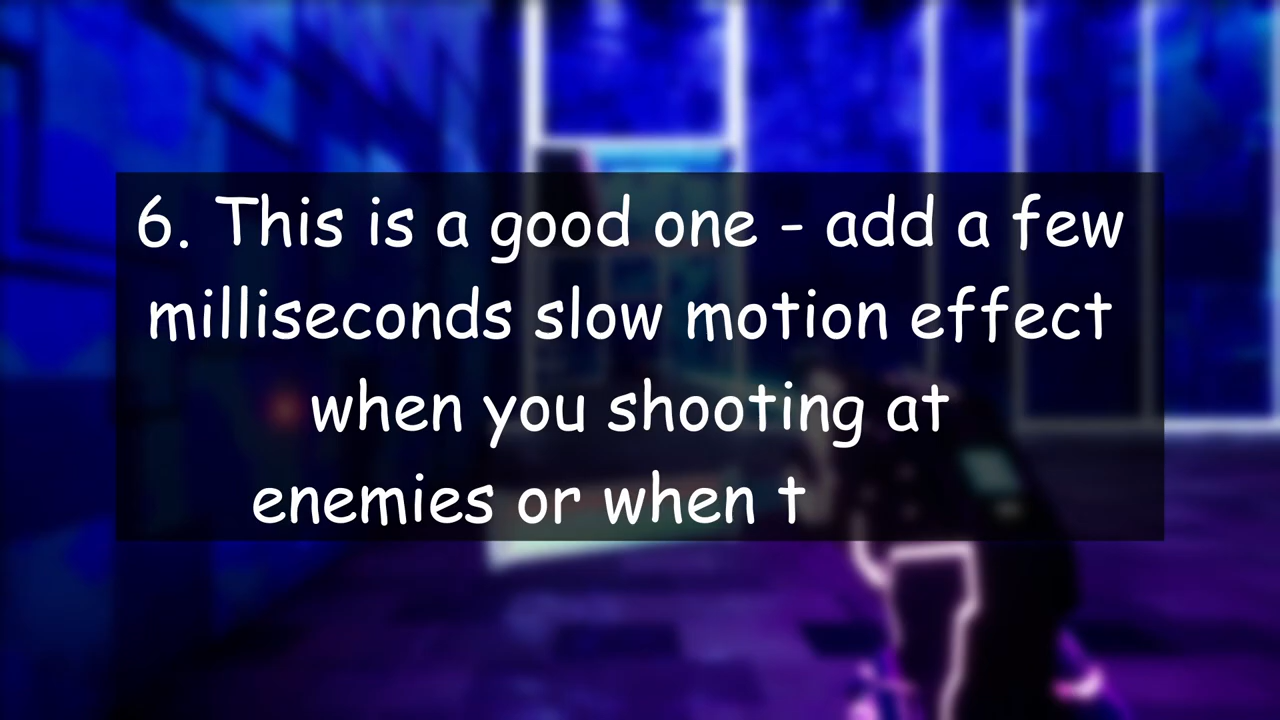 6. This is a good one - add a few
milliseconds slow motion effect
when you shooting at
enemies or when t